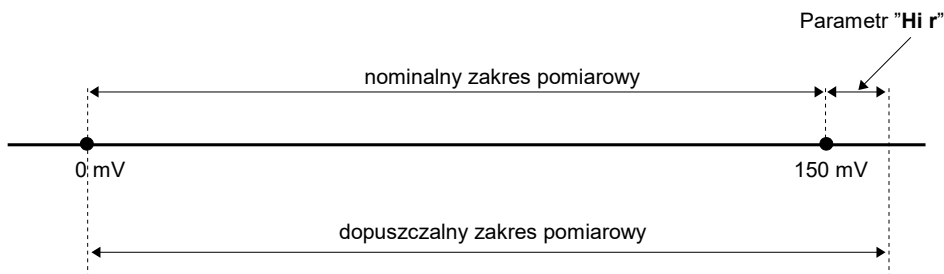 Parametr ”Hi r”
nominalny zakres pomiarowy
0 mV
150 mV
dopuszczalny zakres pomiarowy